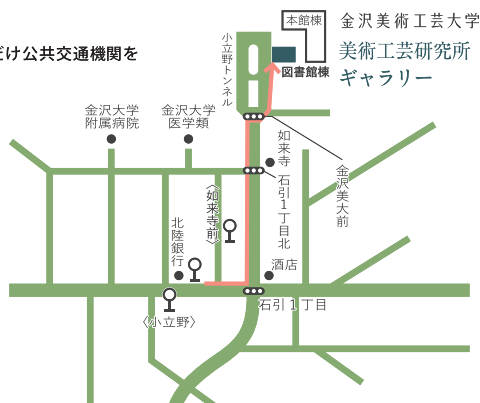 だけ公共交通機関を
小立野トンネル
本館棟
図書館棟
金沢美術工芸大学
美術工芸研究所
ギャラリー
金沢大学
附属病院
金沢大学
医学類
如来寺
石引1丁目北
金沢美大前
〈如来寺前〉
北陸銀行
酒店
〈小立野〉
石引1丁目